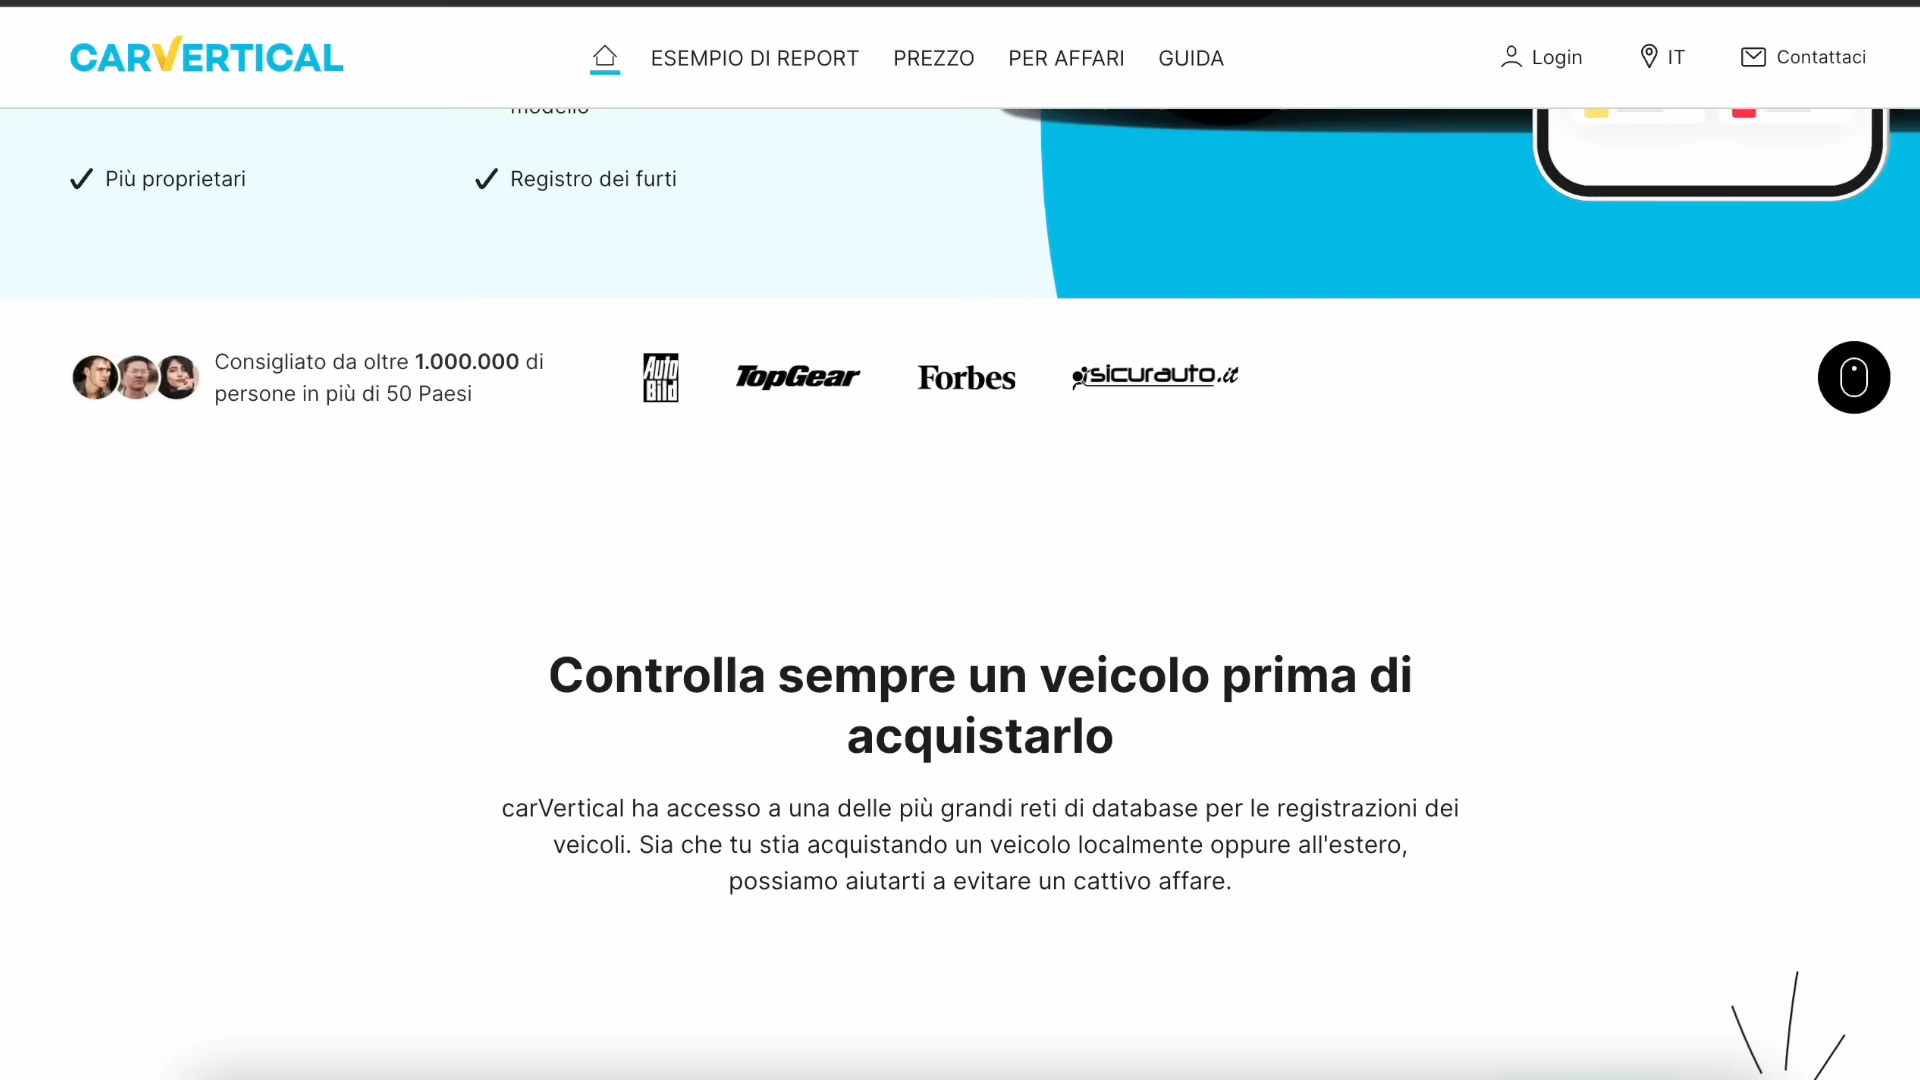 CARVERTICAL
ESEMPIO DI REPORT
PREZZO
PER AFFARI
GUIDA
Login
IT
Contattaci
modello
Più proprietari
Registro dei furti
Consigliato da oltre 1.000.000 di
persone in più di 50 Paesi
Auto
Bild
TopGear
Forbes
sicurauto.it
Controlla sempre un veicolo prima di
acquistarlo
carVertical ha accesso a una delle più grandi reti di database per le registrazioni dei
veicoli. Sia che tu stia acquistando un veicolo localmente oppure all'estero,
possiamo aiutarti a evitare un cattivo affare.